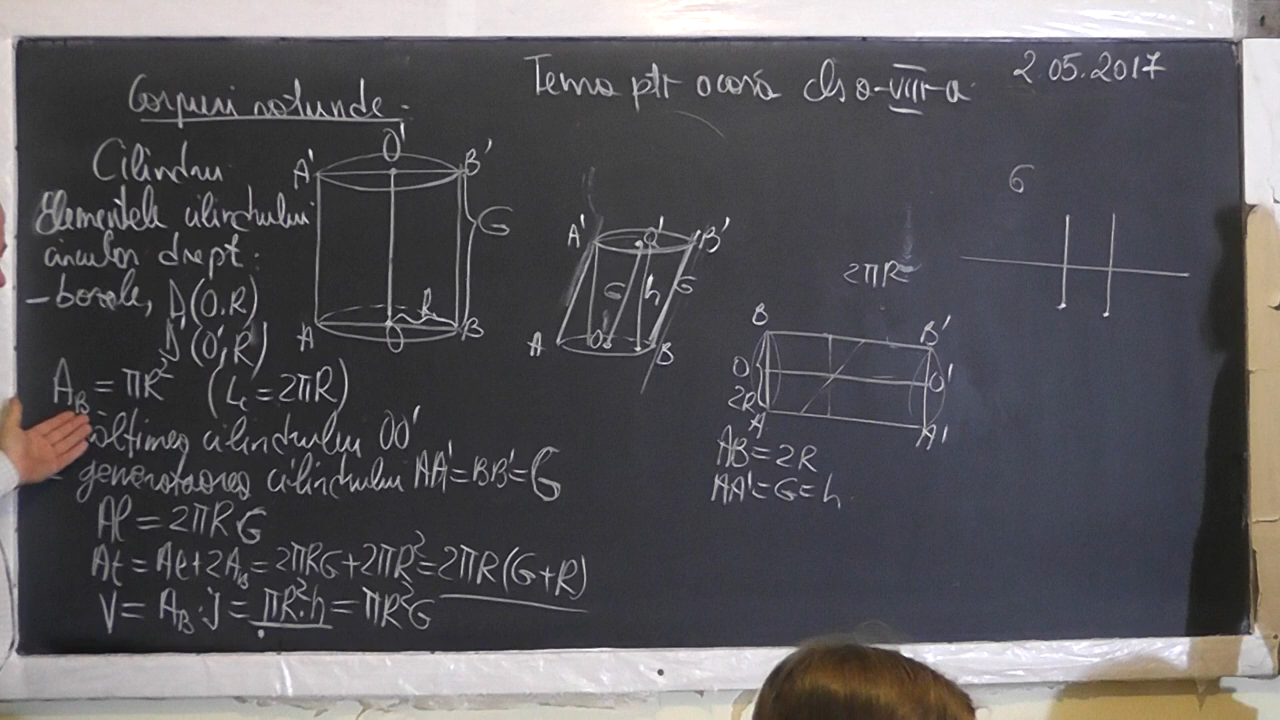 Corpuri rotunde.
Tema ptr acasă cls a-VIII-a
2.05.2017
Cilindru
Elementele cilindrului
circular drept:
- bazele, D(O,R)
D'(O',R)
A_B = πR² (Lc = 2πR)
înălțimea cilindrului OO'
- generatoarea cilindrului AA'=BB'=G
Al = 2πRG
At = Al+2A_B = 2πRG+2πR² = 2πR(G+R)
V = A_B·î = πR²·h = πR²G
A' O' B'
G
R
A O B
A' O' B'
G h G
A O B
2πR
6
B B'
O O'
2R
A A'
AB = 2R
AA' = G = h